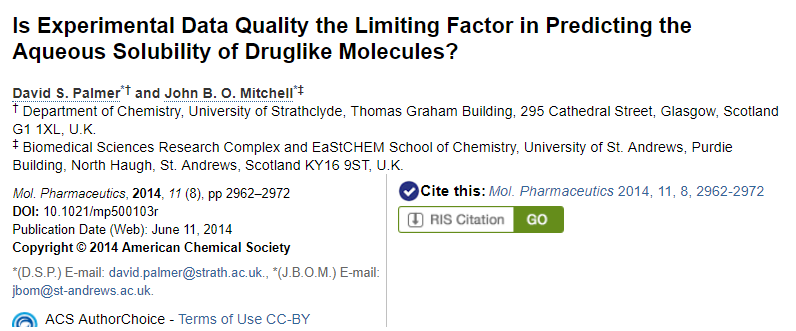 Is Experimental Data Quality the Limiting Factor in Predicting the
Aqueous Solubility of Druglike Molecules?
David S. Palmer*† and John B. O. Mitchell*‡
† Department of Chemistry, University of Strathclyde, Thomas Graham Building, 295 Cathedral Street, Glasgow, Scotland
G1 1XL, U.K.
‡ Biomedical Sciences Research Complex and EaStCHEM School of Chemistry, University of St. Andrews, Purdie
Building, North Haugh, St. Andrews, Scotland KY16 9ST, U.K.
Mol. Pharmaceutics, 2014, 11 (8), pp 2962–2972
DOI: 10.1021/mp500103r
Publication Date (Web): June 11, 2014
Copyright © 2014 American Chemical Society
*(D.S.P.) E-mail: david.palmer@strath.ac.uk., *(J.B.O.M.) E-mail:
jbom@st-andrews.ac.uk.
ACS AuthorChoice - Terms of Use CC-BY
Cite this: Mol. Pharmaceutics 2014, 11, 8, 2962-2972
RIS Citation GO